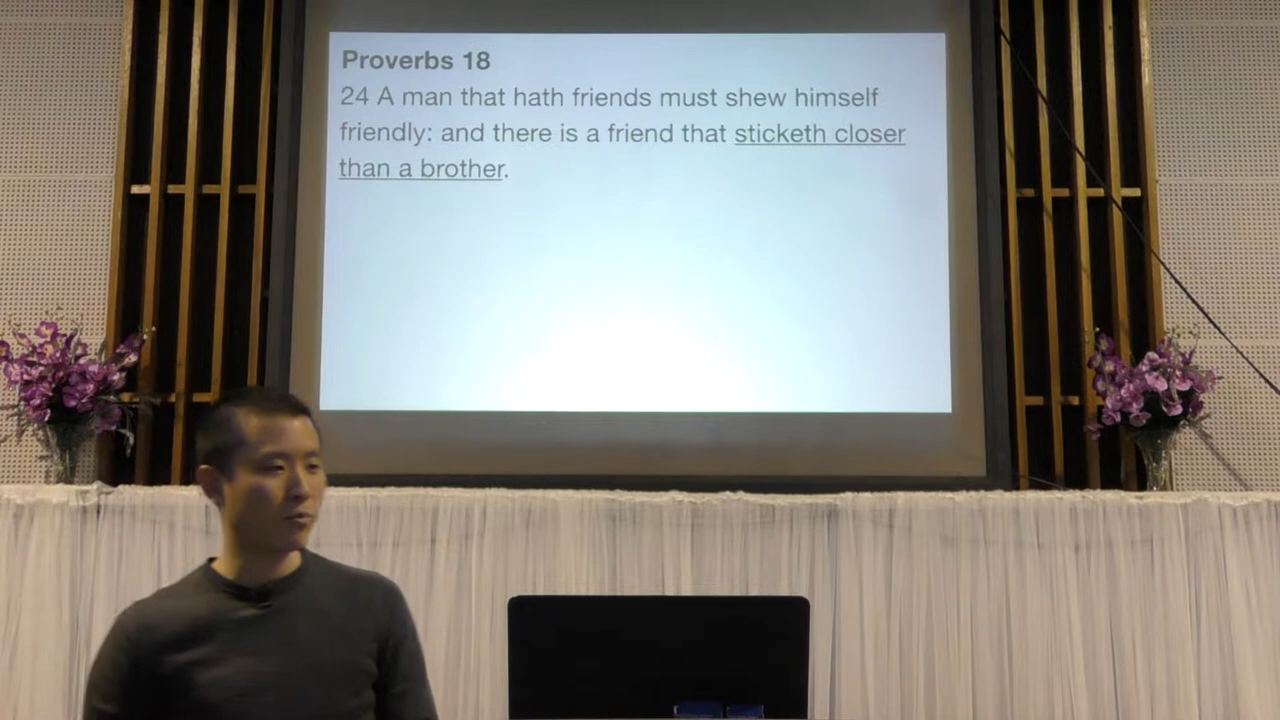 Proverbs 18
24 A man that hath friends must shew himself
friendly: and there is a friend that sticketh closer
than a brother.